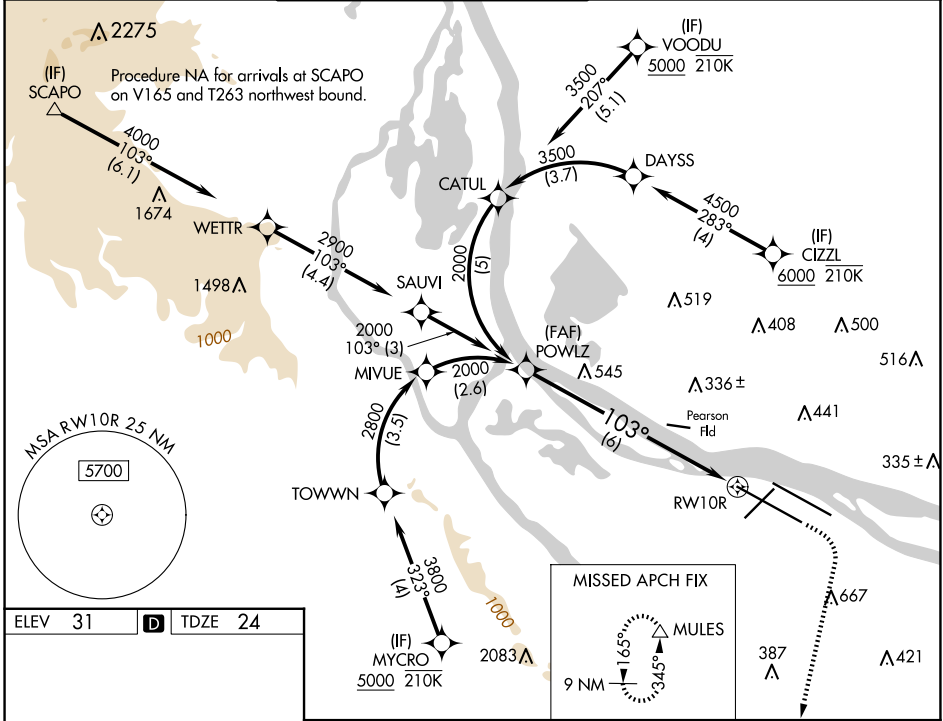 2275
(IF)
SCAPO
Procedure NA for arrivals at SCAPO
on V165 and T263 northwest bound.
(IF)
VOODU
5000 210K
3500
207°
(5.1)
4000
103°
(6.1)
1674
WETTR
CATUL
3500
(3.7)
DAYSS
4500
283°
(4)
(IF)
CIZZL
6000 210K
2900
103°
(4.4)
1498
1000
SAUVI
2000
(5)
2000
103° (3)
MIVUE
2000
(2.6)
(FAF)
POWLZ
545
519
408
500
516
336 ±
441
335 ±
Pearson
Fld
103°
(6)
RW10R
2800
(3.5)
TOWWN
MSA RW10R 25 NM
5700
3800
323°
(4)
(IF)
MYCRO
5000 210K
1000
2083
MISSED APCH FIX
MULES
165°
345°
9 NM
667
387
421
ELEV 31 D TDZE 24